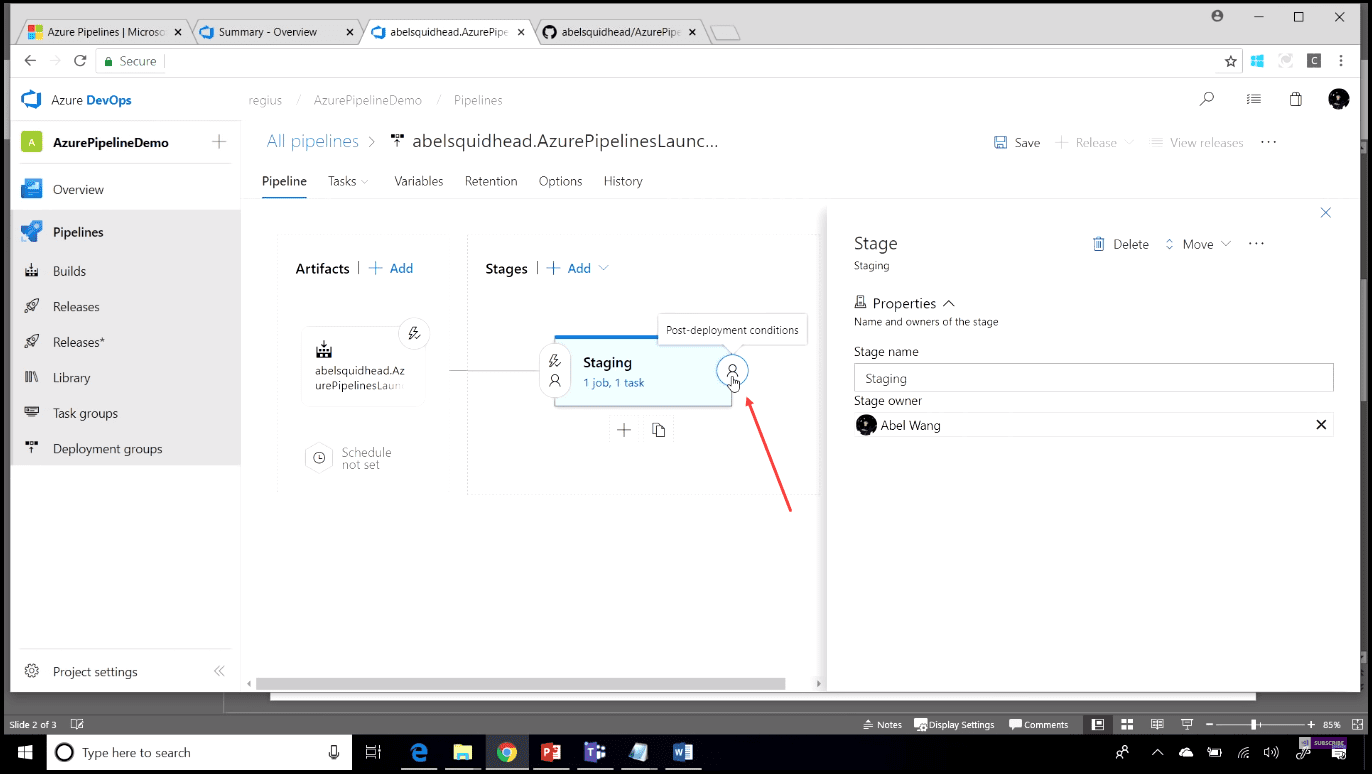 Azure Pipelines | Microso
Summary - Overview
abelsquidhead.AzurePipe
abelsquidhead/AzurePipe
Secure
C
Azure DevOps
regius / AzurePipelineDemo / Pipelines
A AzurePipelineDemo
All pipelines > abelsquidhead.AzurePipelinesLaunc...
Save
Release
View releases
Overview
Pipeline
Tasks
Variables
Retention
Options
History
Pipelines
Builds
Releases
Releases*
Library
Task groups
Deployment groups
Artifacts | + Add
Stages | + Add
abelsquidhead.Az
urePipelinesLaun
Schedule
not set
Post-deployment conditions
Staging
1 job, 1 task
Stage
Staging
Delete
Move
Properties
Name and owners of the stage
Stage name
Staging
Stage owner
Abel Wang
Project settings
Slide 2 of 3
Notes
Display Settings
Comments
85%
Type here to search
SUBSCRIBE